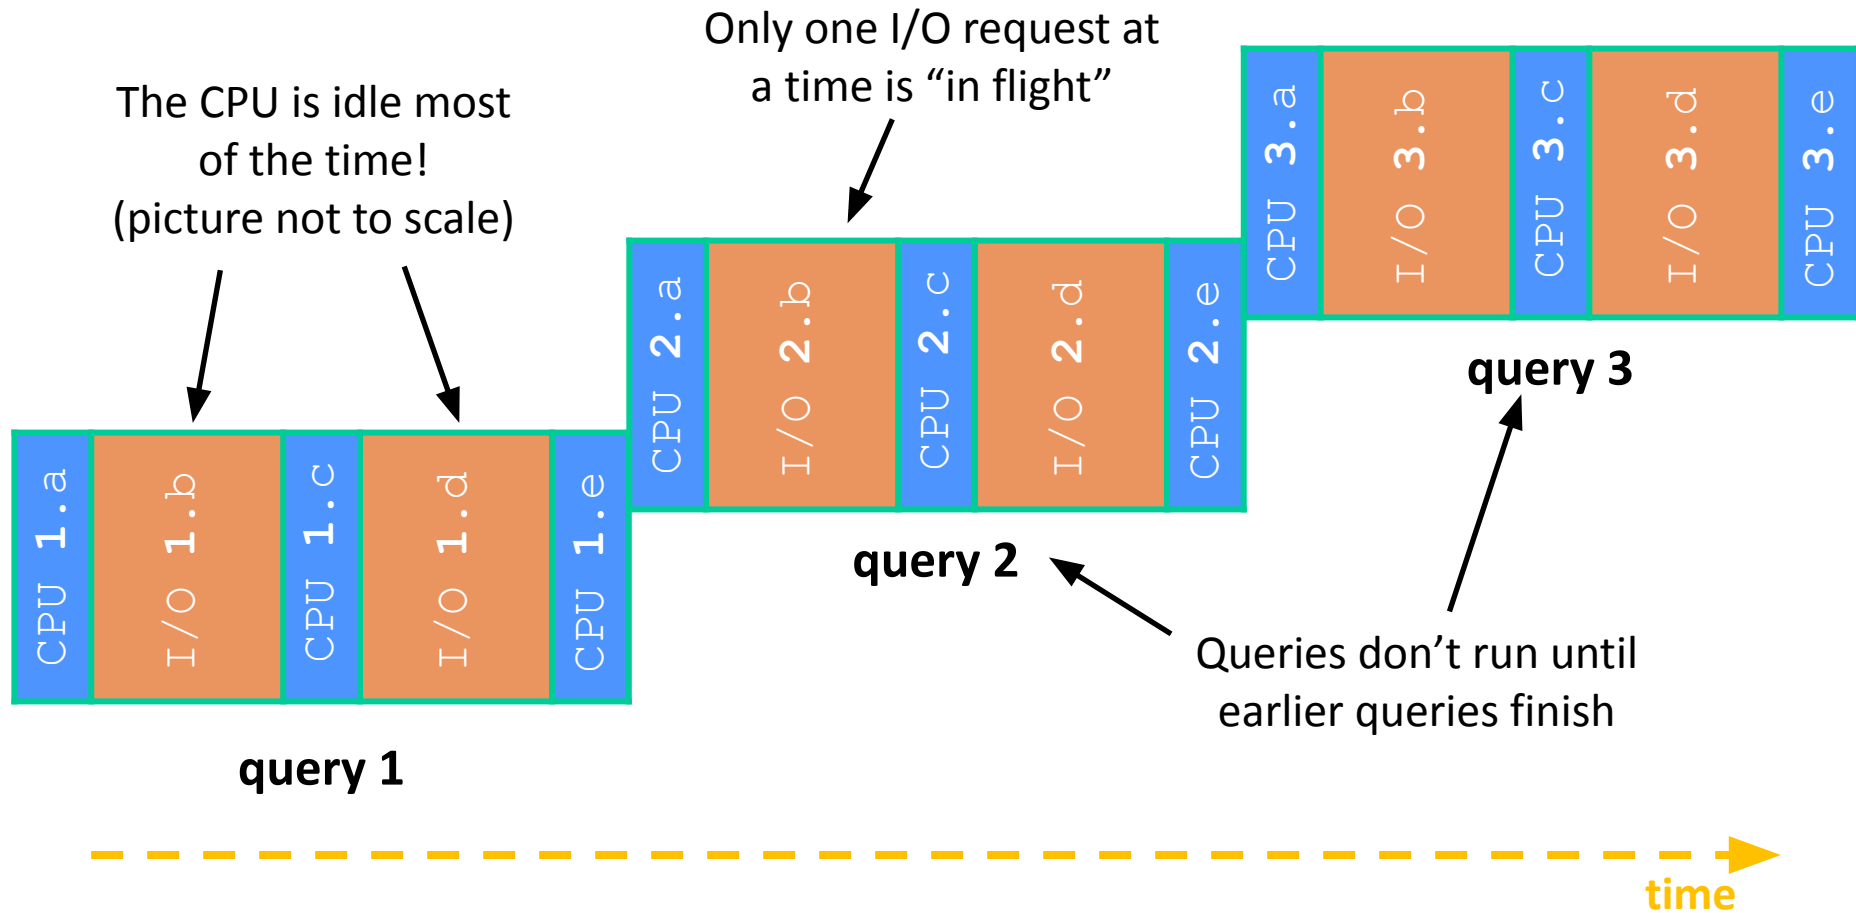 Only one I/O request at
a time is “in flight”
The CPU is idle most
of the time!
(picture not to scale)
CPU 1.a
I/O 1.b
CPU 1.c
I/O 1.d
CPU 1.e
query 1
CPU 2.a
I/O 2.b
CPU 2.c
I/O 2.d
CPU 2.e
query 2
CPU 3.a
I/O 3.b
CPU 3.c
I/O 3.d
CPU 3.e
query 3
Queries don’t run until
earlier queries finish
time